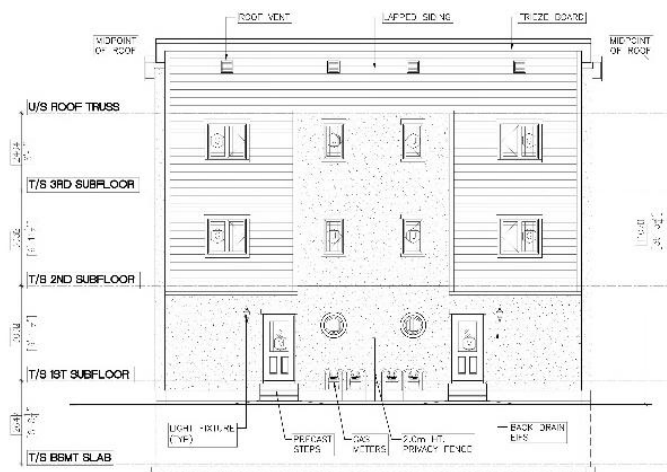 ROOF VENT
LAPPED SIDING
FRIEZE BOARD
MIDPOINT
OF ROOF
MIDPOINT
OF ROOF
U/S ROOF TRUSS
T/S 3RD SUBFLOOR
T/S 2ND SUBFLOOR
T/S 1ST SUBFLOOR
LIGHT FIXTURE
(TYP.)
PRECAST
STEPS
GAS
METERS
2.0m HT.
PRIVACY FENCE
BACK DRAIN
EIFS
T/S BSMT SLAB